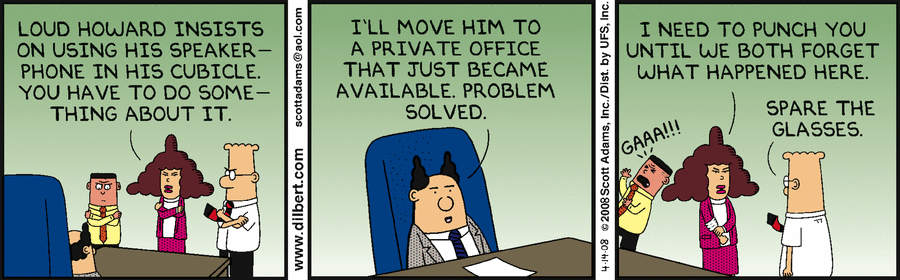 LOUD HOWARD INSISTS
ON USING HIS SPEAKER-
PHONE IN HIS CUBICLE.
YOU HAVE TO DO SOME-
THING ABOUT IT.
www.dilbert.com scottadams@aol.com
I'LL MOVE HIM TO
A PRIVATE OFFICE
THAT JUST BECAME
AVAILABLE. PROBLEM
SOLVED.
4-14-08 ©2008 Scott Adams, Inc./Dist. by UFS, Inc.
I NEED TO PUNCH YOU
UNTIL WE BOTH FORGET
WHAT HAPPENED HERE.
GAAA!!!
SPARE THE
GLASSES.